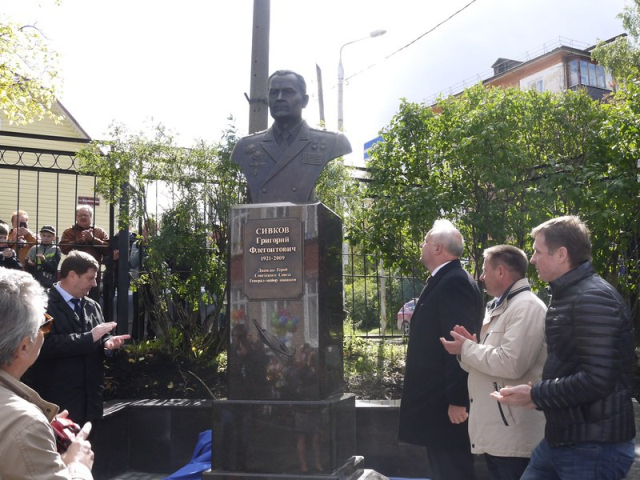 СИВКОВ
Григорий
Флегонтович
1921-2009
Дважды Герой
Советского Союза
Генерал-майор авиации